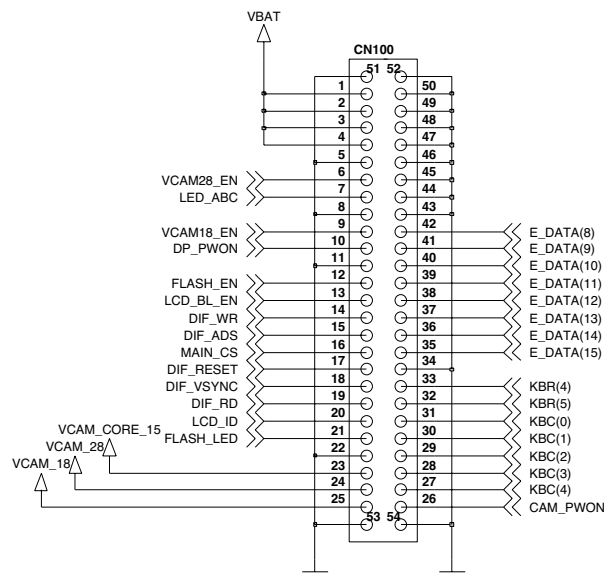 VBAT
CN100
51 52
1 50
2 49
3 48
4 47
5 46
VCAM28_EN 6 45
LED_ABC 7 44
8 43
VCAM18_EN 9 42 E_DATA(8)
DP_PWON 10 41 E_DATA(9)
11 40 E_DATA(10)
FLASH_EN 12 39 E_DATA(11)
LCD_BL_EN 13 38 E_DATA(12)
DIF_WR 14 37 E_DATA(13)
DIF_ADS 15 36 E_DATA(14)
MAIN_CS 16 35 E_DATA(15)
DIF_RESET 17 34
DIF_VSYNC 18 33 KBR(4)
DIF_RD 19 32 KBR(5)
LCD_ID 20 31 KBC(0)
FLASH_LED 21 30 KBC(1)
VCAM_CORE_15
22 29 KBC(2)
VCAM_28
23 28 KBC(3)
VCAM_18
24 27 KBC(4)
25 26 CAM_PWON
53 54